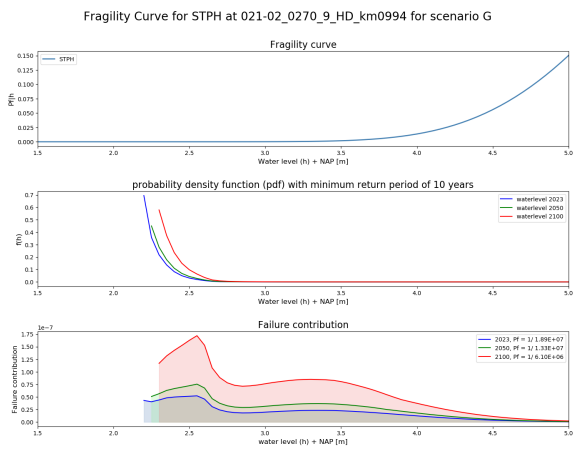 Fragility Curve for STPH at 021-02_0270_9_HD_km0994 for scenario G
Fragility curve
STPH
Pf|h
0.150
0.125
0.100
0.075
0.050
0.025
0.000
1.5 2.0 2.5 3.0 3.5 4.0 4.5 5.0
Water level (h) + NAP [m]
probability density function (pdf) with minimum return period of 10 years
waterlevel 2023
waterlevel 2050
waterlevel 2100
f(h)
0.7
0.6
0.5
0.4
0.3
0.2
0.1
0.0
1.5 2.0 2.5 3.0 3.5 4.0 4.5 5.0
Water level (h) + NAP [m]
Failure contribution
1e−7
2023, Pf = 1/ 1.89E+07
2050, Pf = 1/ 1.33E+07
2100, Pf = 1/ 6.10E+06
Failure contribution
1.75
1.50
1.25
1.00
0.75
0.50
0.25
0.00
1.5 2.0 2.5 3.0 3.5 4.0 4.5 5.0
water level (h) + NAP [m]